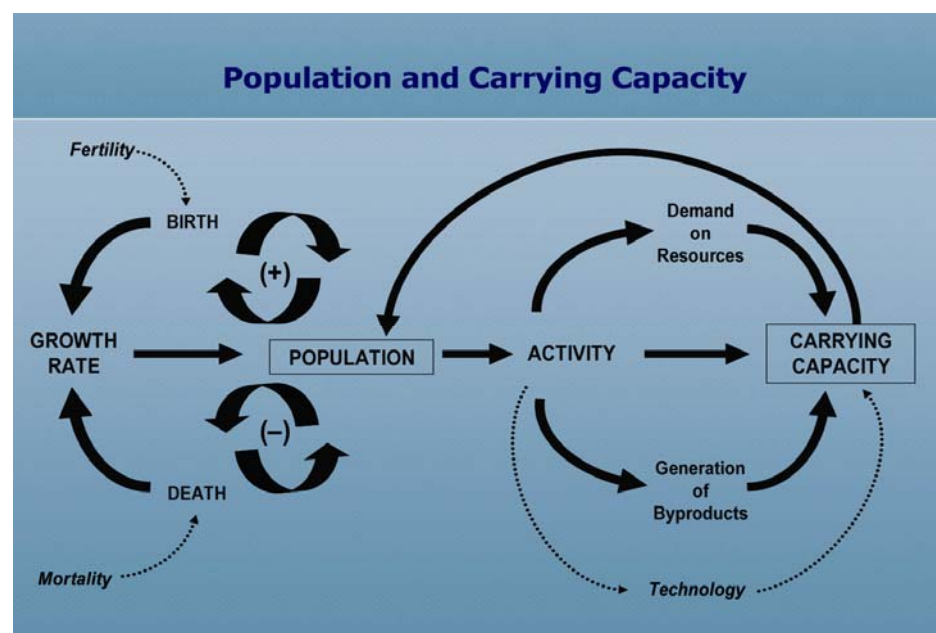 Population and Carrying Capacity
Fertility
BIRTH
(+)
Demand
on
Resources
GROWTH
RATE
POPULATION
ACTIVITY
CARRYING
CAPACITY
(–)
DEATH
Generation
of
Byproducts
Mortality
Technology